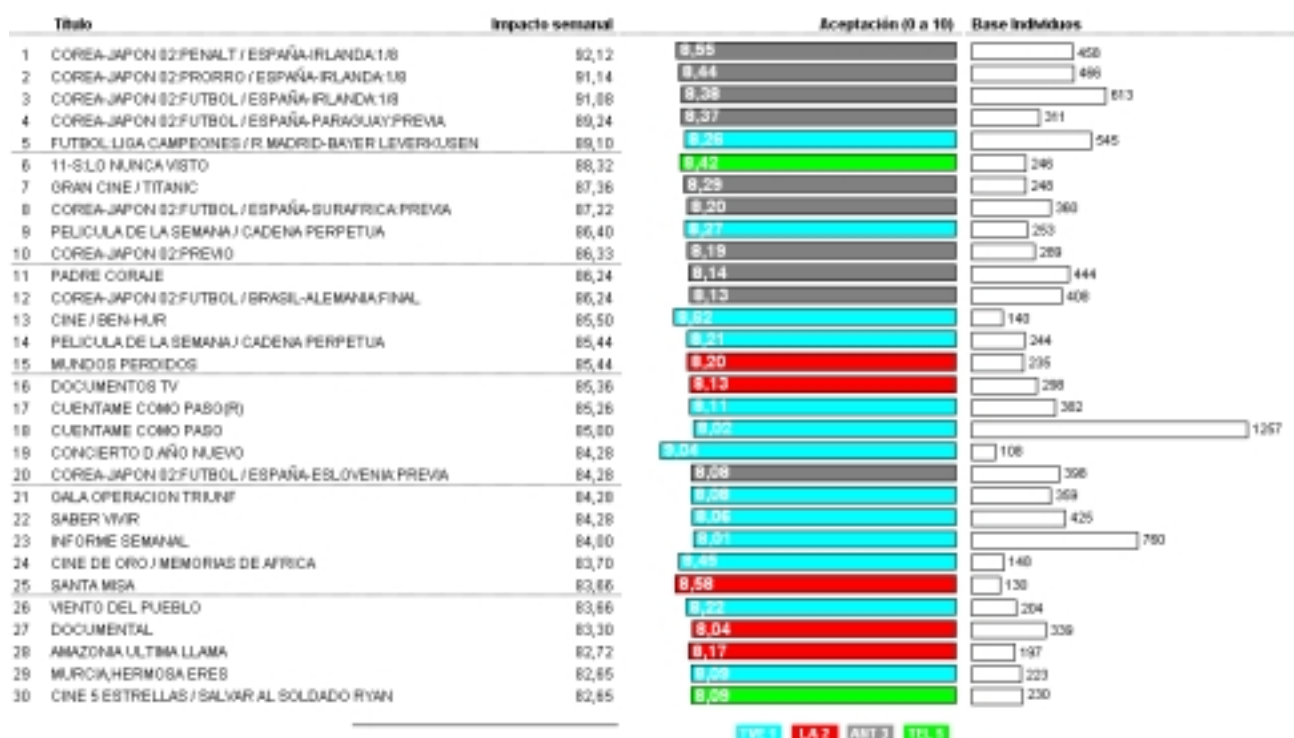 Título Impacto semanal Aceptación (0 a 10) Base Individuos
1 COREA-JAPON 02:PENALT / ESPAÑA-IRLANDA:1/8 92,12 8,55 458
2 COREA-JAPON 02:PRORRO / ESPAÑA-IRLANDA:1/8 91,14 8,44 466
3 COREA-JAPON 02:FUTBOL / ESPAÑA-IRLANDA:1/8 91,08 8,38 613
4 COREA-JAPON 02:FUTBOL / ESPAÑA-PARAGUAY:PREVIA 89,24 8,37 311
5 FUTBOL:LIGA CAMPEONES / R.MADRID-BAYER LEVERKUSEN 89,10 8,26 545
6 11-S:LO NUNCA VISTO 88,32 8,42 246
7 GRAN CINE / TITANIC 87,36 8,29 248
8 COREA-JAPON 02:FUTBOL / ESPAÑA-SURAFRICA:PREVIA 87,22 8,20 360
9 PELICULA DE LA SEMANA / CADENA PERPETUA 86,40 8,27 253
10 COREA-JAPON 02:PREVIO 86,33 8,19 289
11 PADRE CORAJE 86,24 8,14 444
12 COREA-JAPON 02:FUTBOL / BRASIL-ALEMANIA:FINAL 86,24 8,13 408
13 CINE / BEN-HUR 85,50 8,62 140
14 PELICULA DE LA SEMANA / CADENA PERPETUA 85,44 8,21 244
15 MUNDOS PERDIDOS 85,44 8,20 235
16 DOCUMENTOS TV 85,36 8,13 298
17 CUENTAME COMO PASO(R) 85,26 8,11 382
18 CUENTAME COMO PASO 85,00 8,02 1257
19 CONCIERTO D.AÑO NUEVO 84,28 9,04 108
20 COREA-JAPON 02:FUTBOL / ESPAÑA-ESLOVENIA:PREVIA 84,28 8,08 398
21 GALA OPERACION TRIUNF 84,28 8,08 359
22 SABER VIVIR 84,28 8,06 425
23 INFORME SEMANAL 84,00 8,01 760
24 CINE DE ORO / MEMORIAS DE AFRICA 83,70 8,45 140
25 SANTA MISA 83,66 8,58 130
26 VIENTO DEL PUEBLO 83,66 8,22 204
27 DOCUMENTAL 83,30 8,04 339
28 AMAZONIA ULTIMA LLAMA 82,72 8,17 197
29 MURCIA,HERMOSA ERES 82,65 8,09 223
30 CINE 5 ESTRELLAS / SALVAR AL SOLDADO RYAN 82,65 8,09 230
TVE 1 LA 2 ANT 3 TEL 5